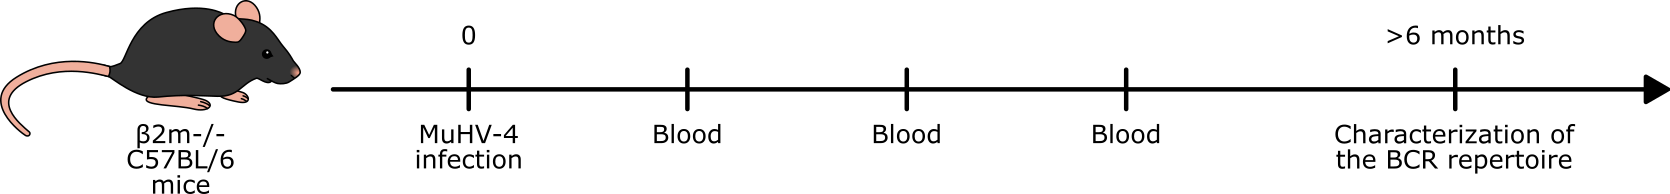 0
>6 months
β2m-/-
C57BL/6
mice
MuHV-4
infection
Blood
Blood
Blood
Characterization of
the BCR repertoire